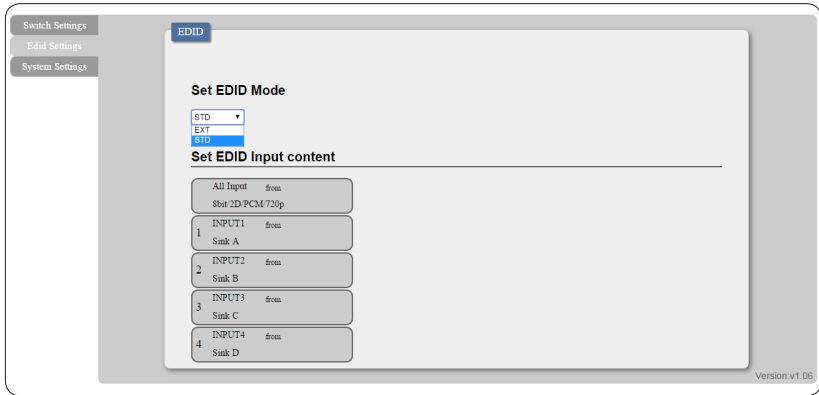 Switch Settings
Edid Settings
System Settings
EDID
Set EDID Mode
STD
EXT
STD
Set EDID Input content
All Input from
8bit/2D/PCM/720p
1 INPUT1 from
Sink A
2 INPUT2 from
Sink B
3 INPUT3 from
Sink C
4 INPUT4 from
Sink D
Version:v1.06